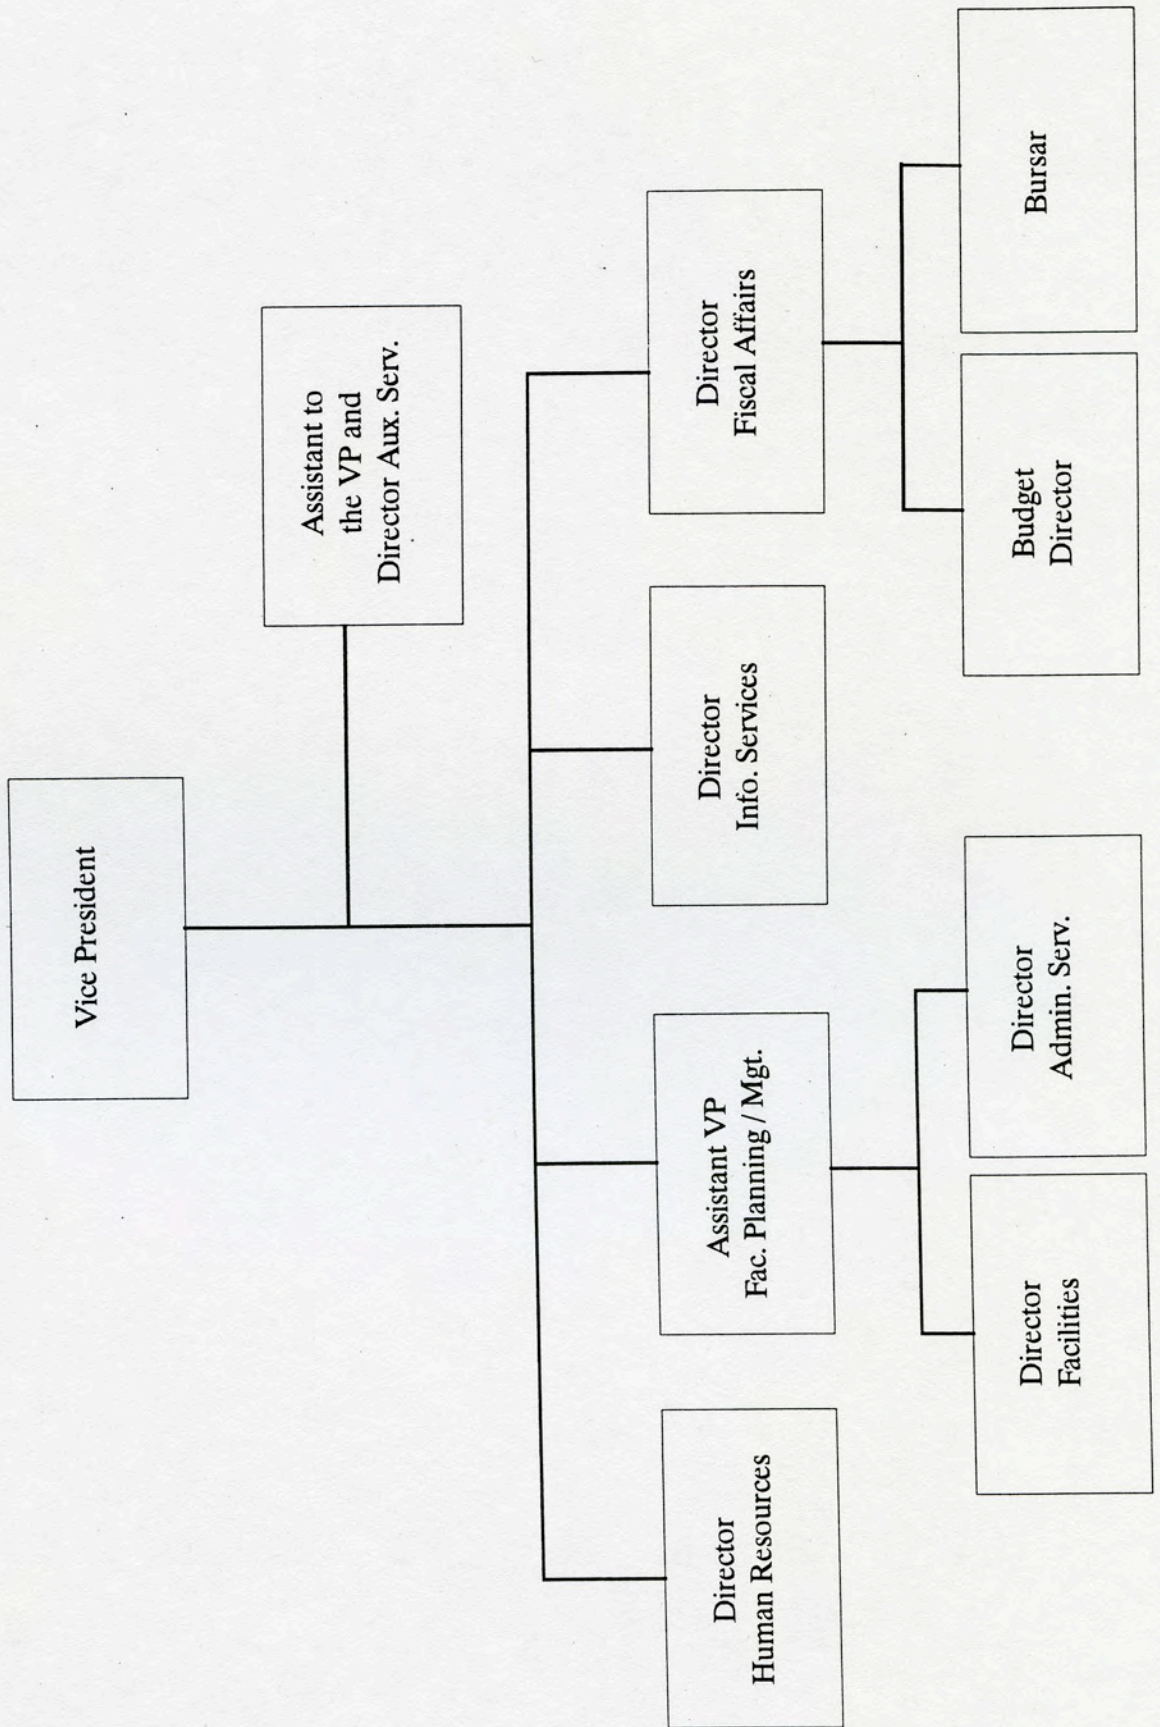 Vice President
Assistant to
the VP and
Director Aux. Serv.
Director
Human Resources
Assistant VP
Fac. Planning / Mgt.
Director
Info. Services
Director
Fiscal Affairs
Director
Facilities
Director
Admin. Serv.
Budget
Director
Bursar